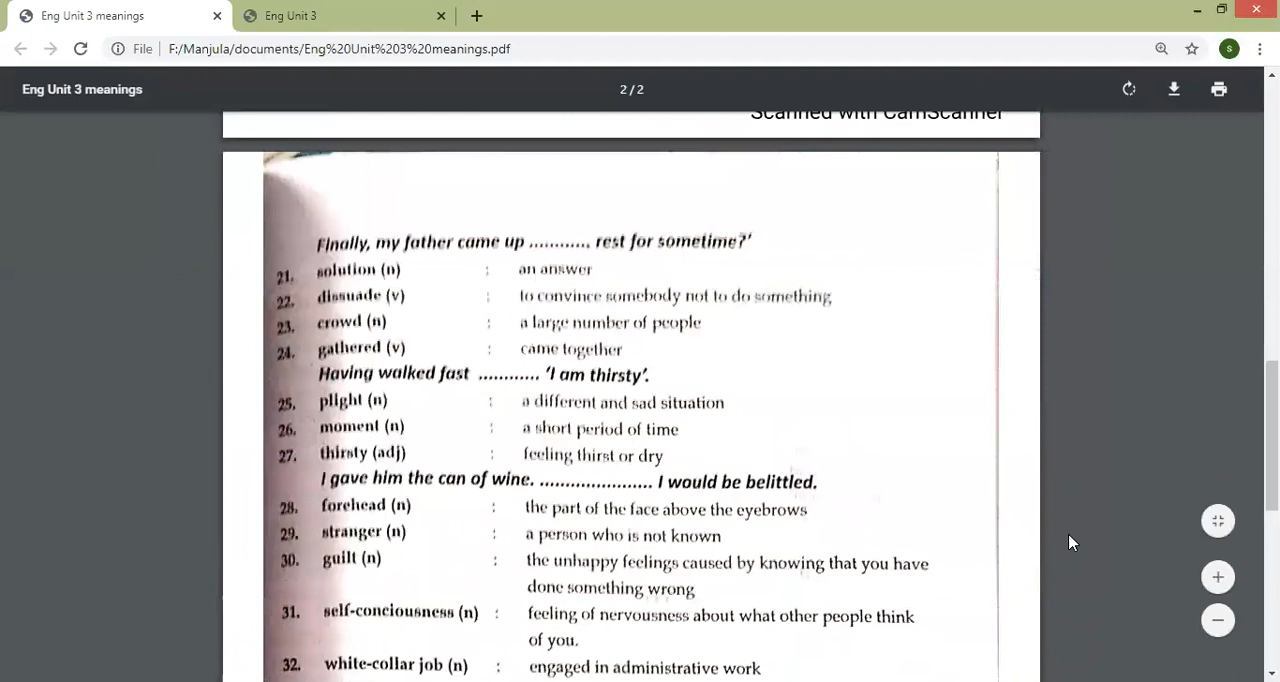 Eng Unit 3 meanings
Eng Unit 3
File F:/Manjula/documents/Eng%20Unit%203%20meanings.pdf
S
Eng Unit 3 meanings 2 / 2
Scanned with CamScanner
Finally, my father came up ............ rest for sometime?'
21. solution (n) : an answer
22. dissuade (v) : to convince somebody not to do something
23. crowd (n) : a large number of people
24. gathered (v) : came together
Having walked fast ............ 'I am thirsty'.
25. plight (n) : a different and sad situation
26. moment (n) : a short period of time
27. thirsty (adj) : feeling thirst or dry
I gave him the can of wine. ...................... I would be belittled.
28. forehead (n) : the part of the face above the eyebrows
29. stranger (n) : a person who is not known
30. guilt (n) : the unhappy feelings caused by knowing that you have
done something wrong
31. self-conciousness (n) : feeling of nervousness about what other people think
of you.
32. white-collar job (n) : engaged in administrative work